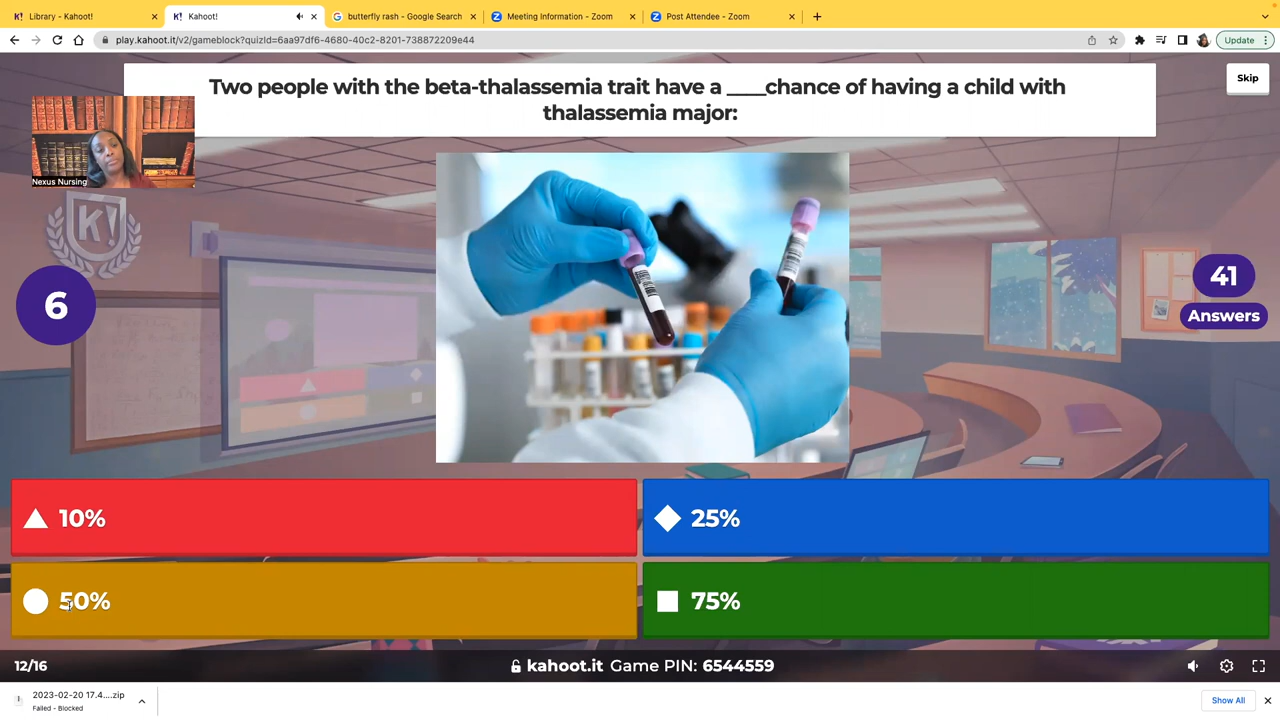 Library - Kahoot!
Kahoot!
butterfly rash - Google Search
Meeting Information - Zoom
Post Attendee - Zoom
play.kahoot.it/v2/gameblock?quizId=6aa97df6-4680-40c2-8201-738872209e44
Update
Two people with the beta-thalassemia trait have a ____chance of having a child with
thalassemia major:
Skip
Nexus Nursing
K!
6
41
Answers
10%
25%
50%
75%
12/16
kahoot.it Game PIN: 6544559
2023-02-20 17.4....zip
Failed - Blocked
Show All